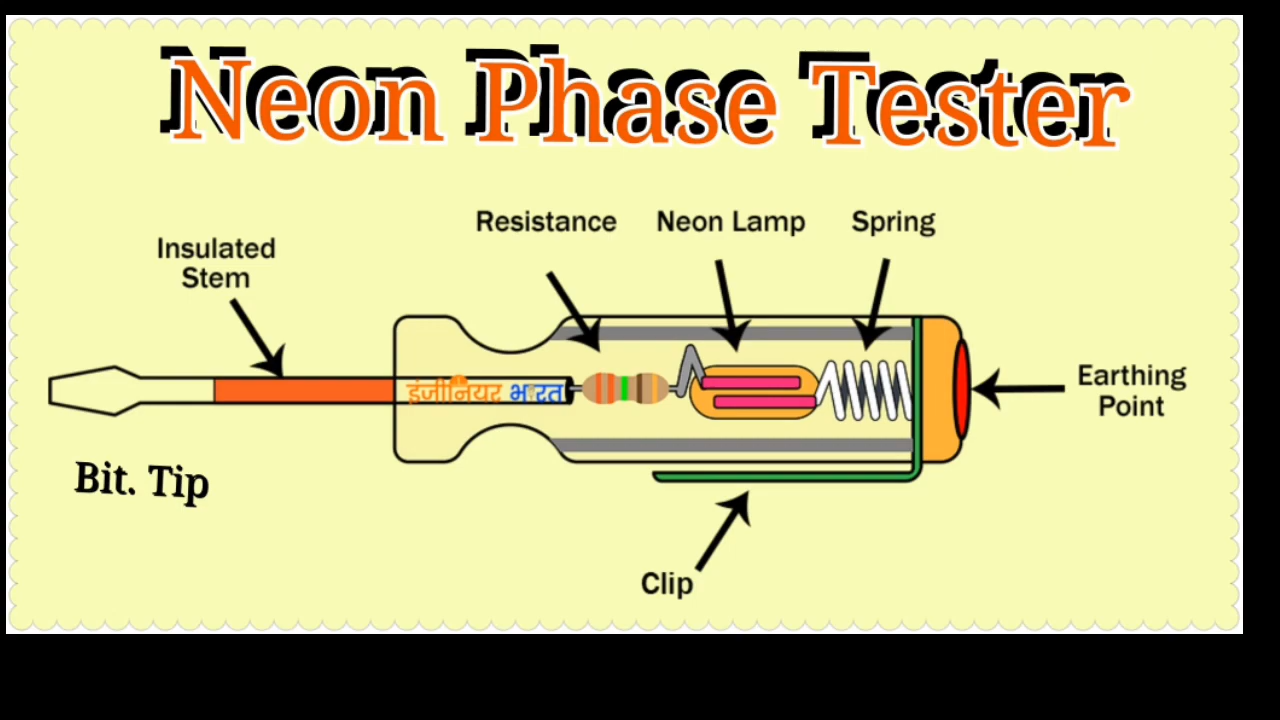 Neon Phase Tester
Resistance
Neon Lamp
Spring
Insulated
Stem
इंजीनियर भारत
Earthing
Point
Bit. Tip
Clip